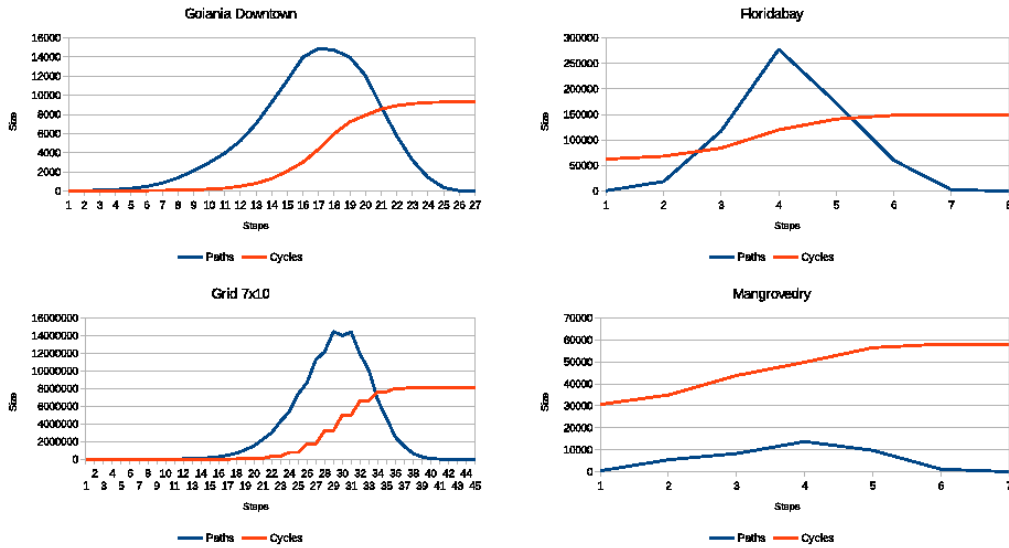 Goiania Downtown
16000
14000
12000
10000
8000
6000
4000
2000
0
Size
1 2 3 4 5 6 7 8 9 10 11 12 13 14 15 16 17 18 19 20 21 22 23 24 25 26 27
Steps
Paths Cycles
Floridabay
300000
250000
200000
150000
100000
50000
0
Size
1 2 3 4 5 6 7 8
Steps
Paths Cycles
Grid 7x10
16000000
14000000
12000000
10000000
8000000
6000000
4000000
2000000
0
Size
2 4 6 8 10 12 14 16 18 20 22 24 26 28 30 32 34 36 38 40 42 44
1 3 5 7 9 11 13 15 17 19 21 23 25 27 29 31 33 35 37 39 41 43 45
Steps
Paths Cycles
Mangrovedry
70000
60000
50000
40000
30000
20000
10000
0
Size
1 2 3 4 5 6 7
Steps
Paths Cycles